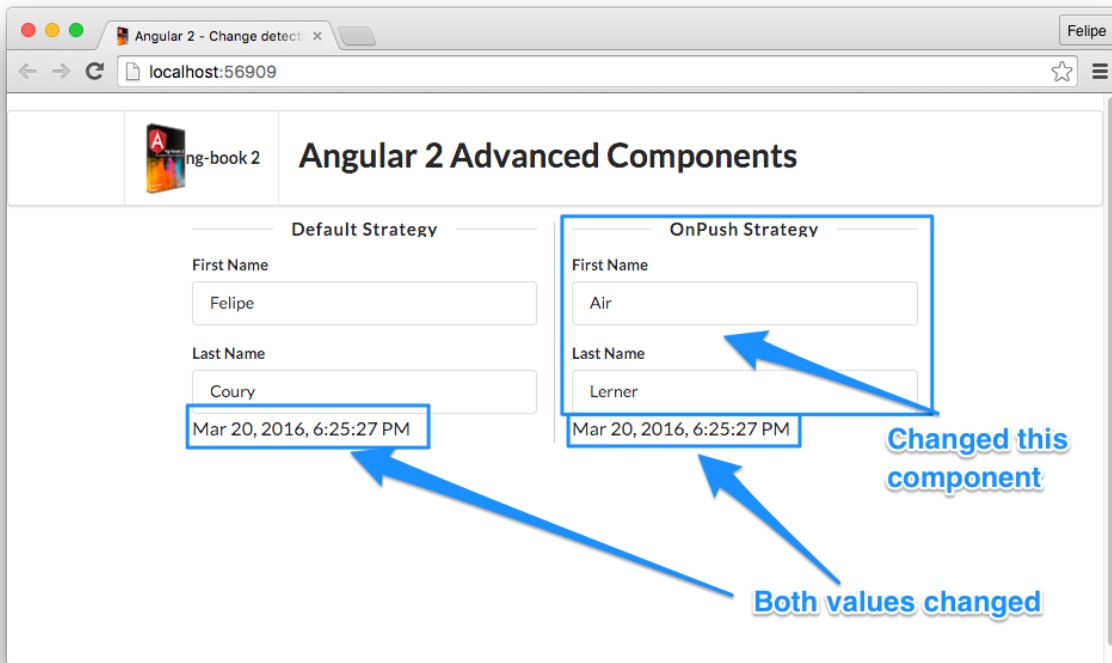 Angular 2 - Change detecti
Felipe
localhost:56909
ng-book 2
Angular 2 Advanced Components
Default Strategy
First Name
Felipe
Last Name
Coury
Mar 20, 2016, 6:25:27 PM
OnPush Strategy
First Name
Air
Last Name
Lerner
Mar 20, 2016, 6:25:27 PM
Changed this
component
Both values changed